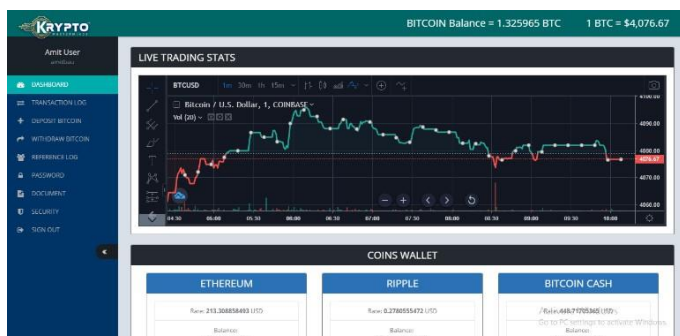 KRYPTO
BITCOIN Balance = 1.325965 BTC
1 BTC = $4,076.67
Amit User
DASHBOARD
TRANSACTION LOG
DEPOSIT BITCOIN
WITHDRAW BITCOIN
REFERENCE LOG
PASSWORD
DOCUMENT
SECURITY
SIGN OUT
LIVE TRADING STATS
BTCUSD 1m 30m 1h 15m
Bitcoin / U.S. Dollar, 1, COINBASE
Vol (20)
4100.00
4090.00
4076.67
4070.00
4060.00
04:30 05:30 06:00 06:30 07:00 07:30 08:00 08:30 09:00 09:30 10:00
COINS WALLET
ETHEREUM
Rate: 213.308858493 USD
Balance:
RIPPLE
Rate: 0.2780555472 USD
Balance:
BITCOIN CASH
Balance:
Go to PC settings to activate Windows.